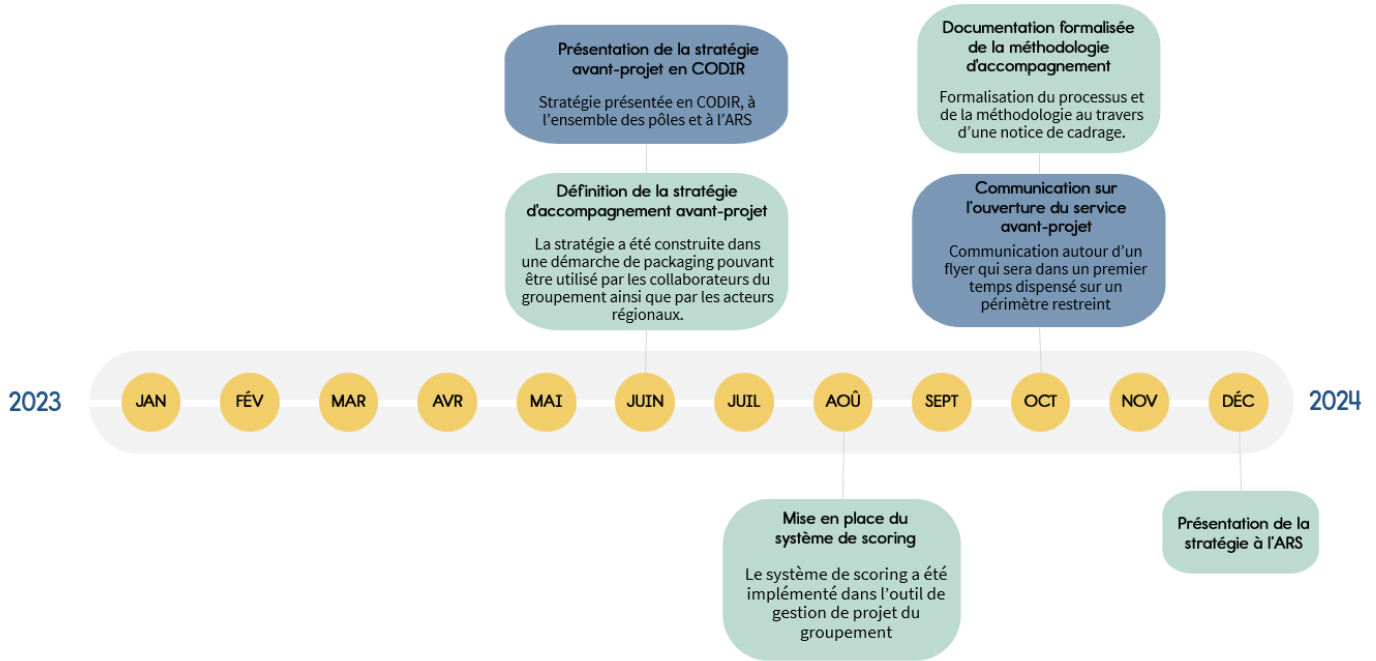 Présentation de la stratégie
avant-projet en CODIR
Stratégie présentée en CODIR, à
l'ensemble des pôles et à l'ARS
Définition de la stratégie
d'accompagnement avant-projet
La stratégie a été construite dans
une démarche de packaging pouvant
être utilisé par les collaborateurs du
groupement ainsi que par les acteurs
régionaux.
Documentation formalisée
de la méthodologie
d'accompagnement
Formalisation du processus et
de la méthodologie au travers
d'une notice de cadrage.
Communication sur
l'ouverture du service
avant-projet
Communication autour d'un
flyer qui sera dans un premier
temps dispensé sur un
périmètre restreint
2023
JAN
FÉV
MAR
AVR
MAI
JUIN
JUIL
AOÛ
SEPT
OCT
NOV
DÉC
2024
Mise en place du
système de scoring
Le système de scoring a été
implémenté dans l'outil de
gestion de projet du
groupement
Présentation de la
stratégie à l'ARS